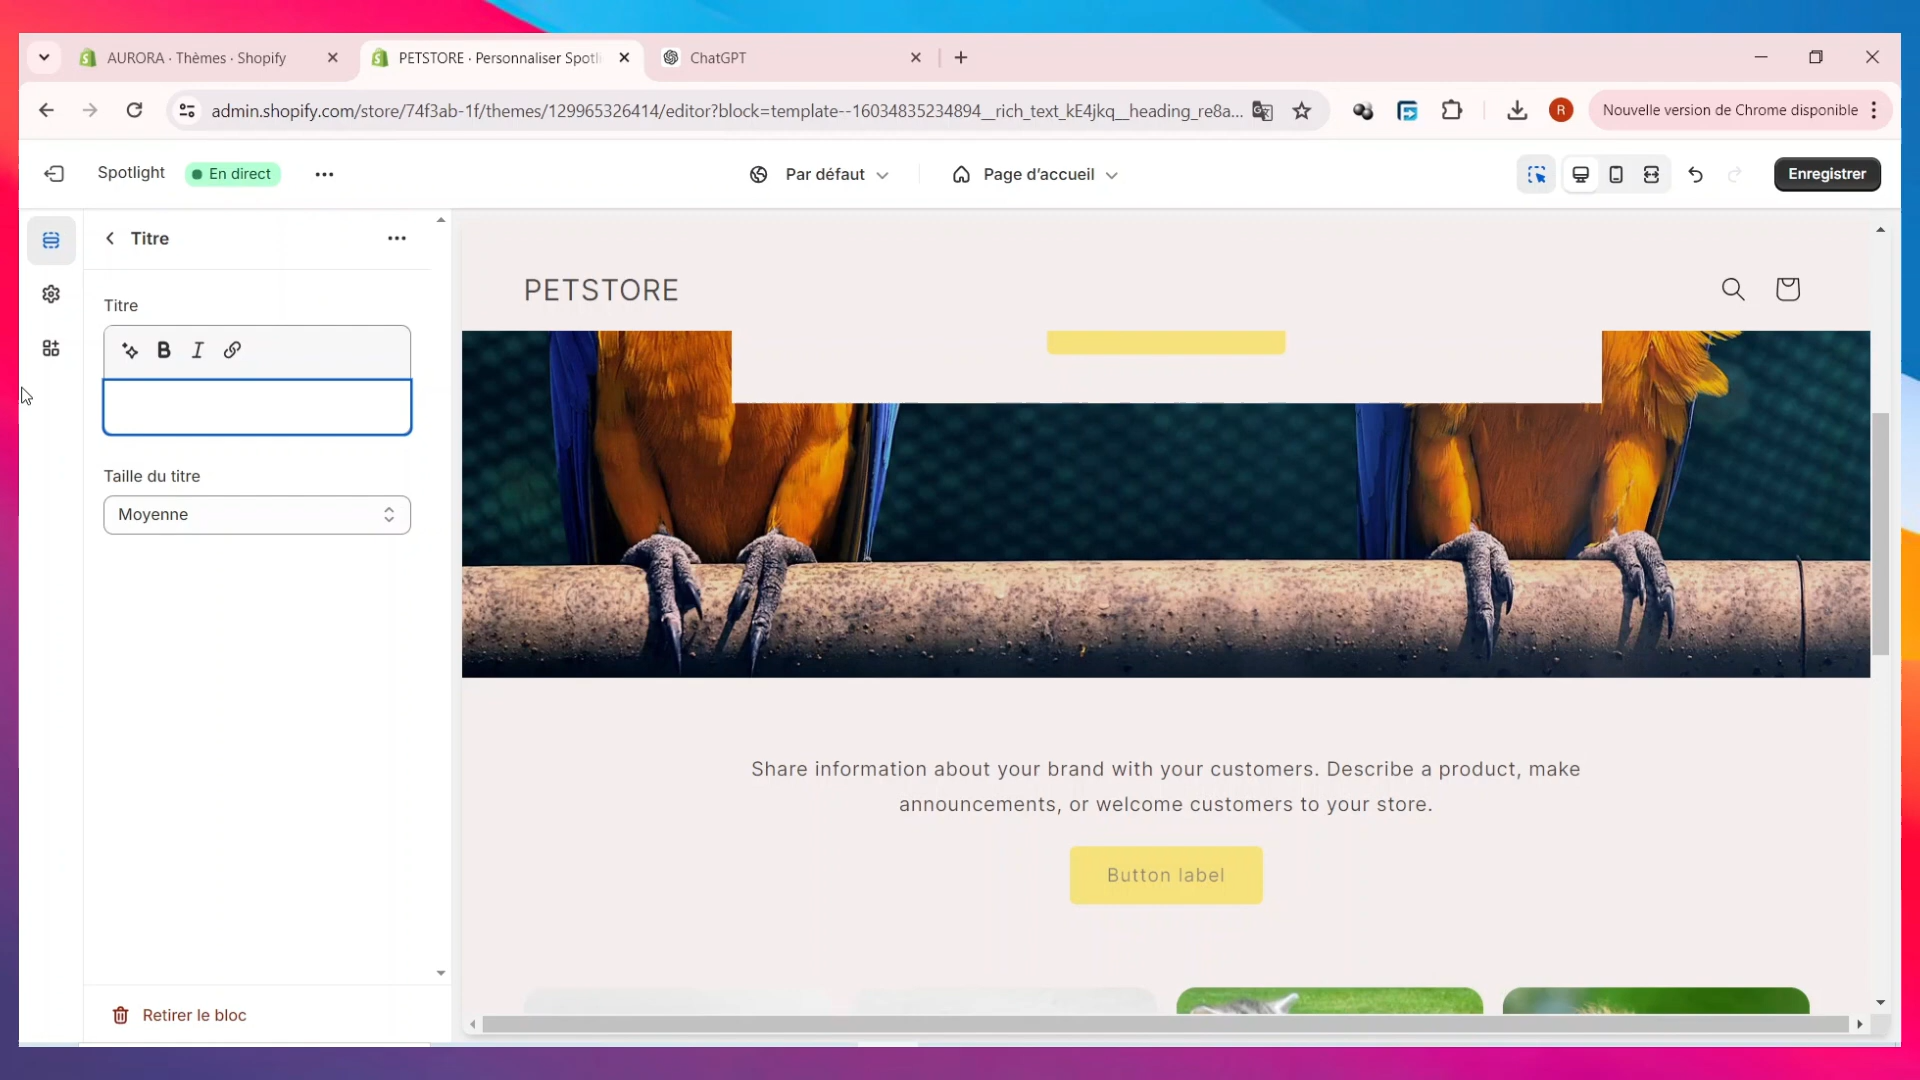 AURORA · Thèmes · Shopify
PETSTORE · Personnaliser Spotli
ChatGPT
admin.shopify.com/store/74f3ab-1f/themes/129965326414/editor?block=template--16034835234894__rich_text_kE4jkq__heading_re8a...
R
Nouvelle version de Chrome disponible
Spotlight
En direct
Par défaut
Page d'accueil
Enregistrer
Titre
Titre
B I
Taille du titre
Moyenne
Retirer le bloc
PETSTORE
Share information about your brand with your customers. Describe a product, make
announcements, or welcome customers to your store.
Button label